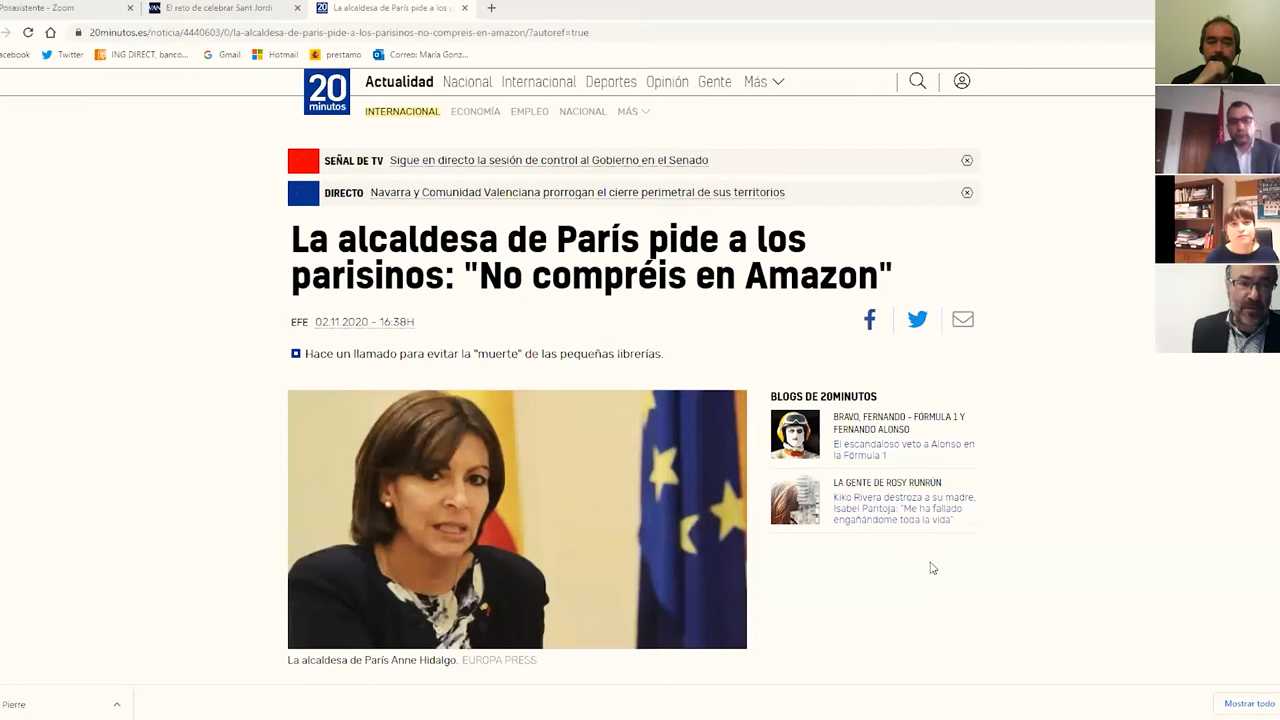 Posasistente - Zoom
El reto de celebrar Sant Jordi
20 La alcaldesa de París pide a los
20minutos.es/noticia/4440603/0/la-alcaldesa-de-paris-pide-a-los-parisinos-no-compreis-en-amazon/?autoref=true
acebook Twitter ING DIRECT, banco... Gmail Hotmail prestamo Correo: María Gonz...
20
minutos
Actualidad Nacional Internacional Deportes Opinión Gente Más
INTERNACIONAL ECONOMÍA EMPLEO NACIONAL MÁS
SEÑAL DE TV Sigue en directo la sesión de control al Gobierno en el Senado
DIRECTO Navarra y Comunidad Valenciana prorrogan el cierre perimetral de sus territorios
La alcaldesa de París pide a los
parisinos: "No compréis en Amazon"
EFE 02.11.2020 - 16:38H
Hace un llamado para evitar la "muerte" de las pequeñas librerías.
BLOGS DE 20MINUTOS
BRAVO, FERNANDO - FÓRMULA 1 Y
FERNANDO ALONSO
El escandaloso veto a Alonso en
la Fórmula 1
LA GENTE DE ROSY RUNRÚN
Kiko Rivera destroza a su madre,
Isabel Pantoja: "Me ha fallado
engañándome toda la vida"
La alcaldesa de París Anne Hidalgo. EUROPA PRESS
Pierre
Mostrar todo